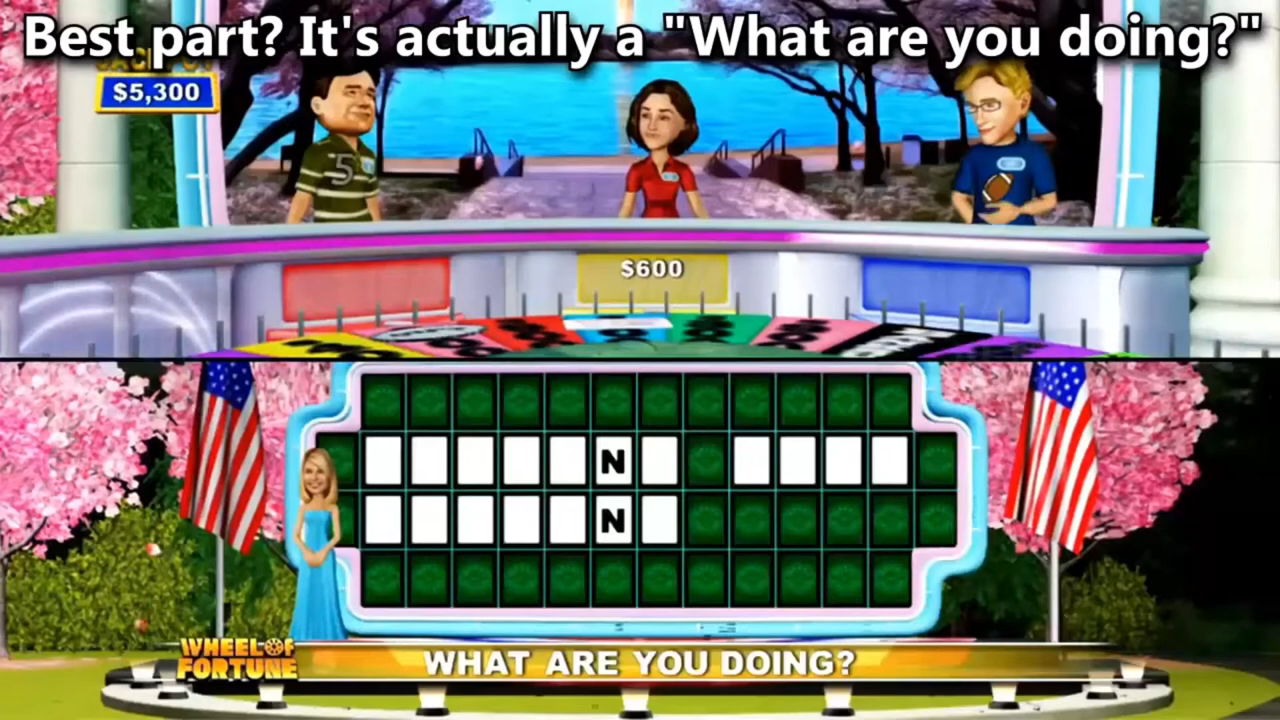 Best part? It's actually a "What are you doing?"
JACKPOT
$5,300
5
$600
N
N
WHEEL OF
FORTUNE
WHAT ARE YOU DOING?